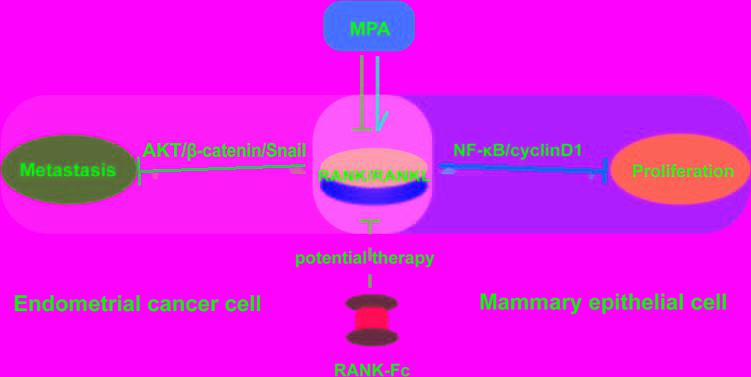 MPA
AKT/β-catenin/Snail
NF-κB/cyclinD1
Metastasis
RANK/RANKL
Proliferation
potential therapy
Endometrial cancer cell
Mammary epithelial cell
RANK-Fc